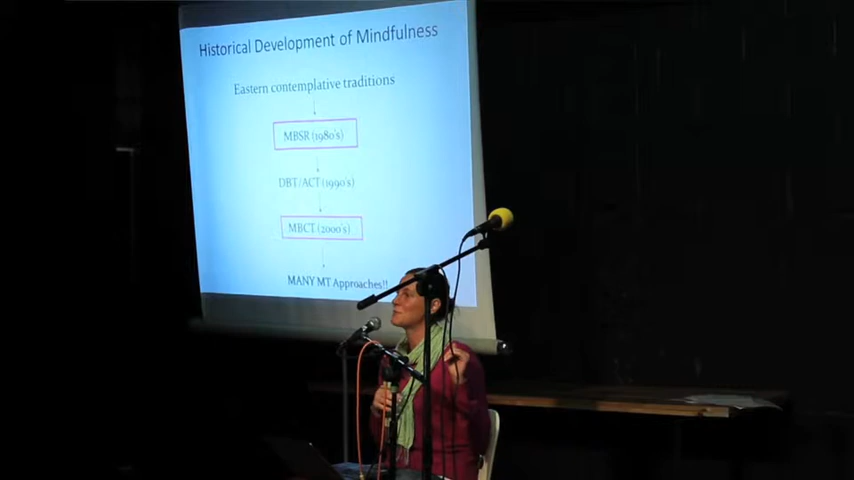 Historical Development of Mindfulness
Eastern contemplative traditions
MBSR (1980's)
DBT/ACT (1990's)
MBCT (2000's)
MANY MT Approaches!!